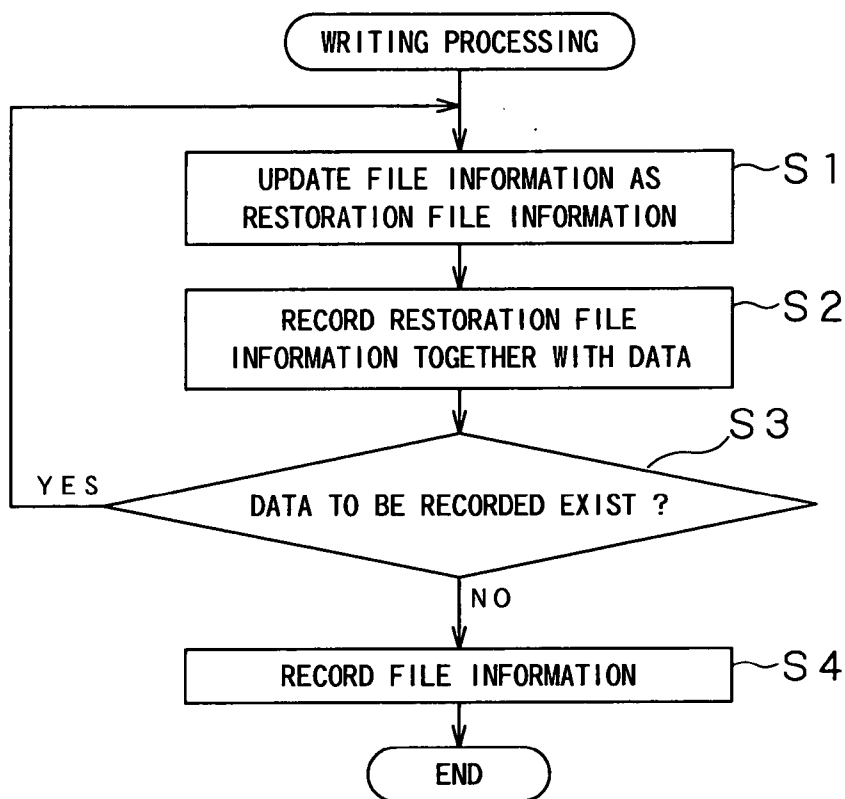 WRITING PROCESSING
UPDATE FILE INFORMATION AS
RESTORATION FILE INFORMATION
S1
RECORD RESTORATION FILE
INFORMATION TOGETHER WITH DATA
S2
S3
YES
DATA TO BE RECORDED EXIST ?
NO
RECORD FILE INFORMATION
S4
END